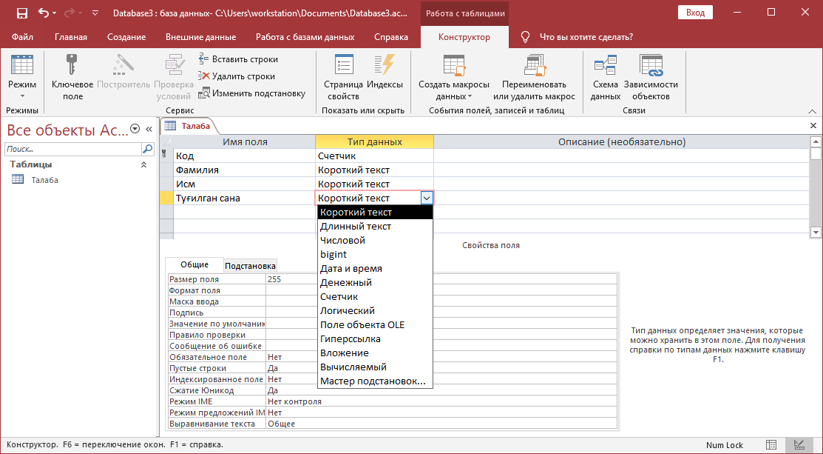 Database3 : база данных- C:\Users\workstation\Documents\Database3.ac...
Работа с таблицами
Вход
Файл Главная Создание Внешние данные Работа с базами данных Справка Конструктор Что вы хотите сделать?
Режим
Режимы
Ключевое поле
Построитель
Проверка условий
Вставить строки
Удалить строки
Изменить подстановку
Сервис
Страница свойств
Индексы
Показать или скрыть
Создать макросы данных
Переименовать или удалить макрос
События полей, записей и таблиц
Схема данных
Зависимости объектов
Связи
Все объекты Ac...
Поиск...
Таблицы
Талаба
Талаба
Имя поля Тип данных Описание (необязательно)
Код Счетчик
Фамилия Короткий текст
Исм Короткий текст
Туғилган сана Короткий текст
Короткий текст
Длинный текст
Числовой
bigint
Дата и время
Денежный
Счетчик
Логический
Поле объекта OLE
Гиперссылка
Вложение
Вычисляемый
Мастер подстановок...
Свойства поля
Общие Подстановка
Размер поля 255
Формат поля
Маска ввода
Подпись
Значение по умолчанию
Правило проверки
Сообщение об ошибке
Обязательное поле Нет
Пустые строки Да
Индексированное поле Нет
Сжатие Юникод Да
Режим IME Нет контроля
Режим предложений IM Нет
Выравнивание текста Общее
Тип данных определяет значения, которые
можно хранить в этом поле. Для получения
справки по типам данных нажмите клавишу
F1.
Конструктор. F6 = переключение окон. F1 = справка.
Num Lock